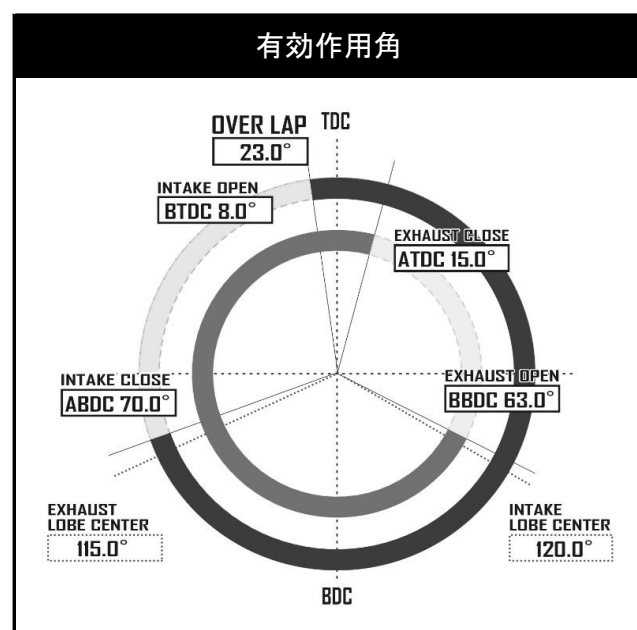 有効作用角
OVER LAP
23.0°
TDC
INTAKE OPEN
BTDC 8.0°
EXHAUST CLOSE
ATDC 15.0°
INTAKE CLOSE
ABDC 70.0°
EXHAUST OPEN
BBDC 63.0°
EXHAUST
LOBE CENTER
115.0°
INTAKE
LOBE CENTER
120.0°
BDC